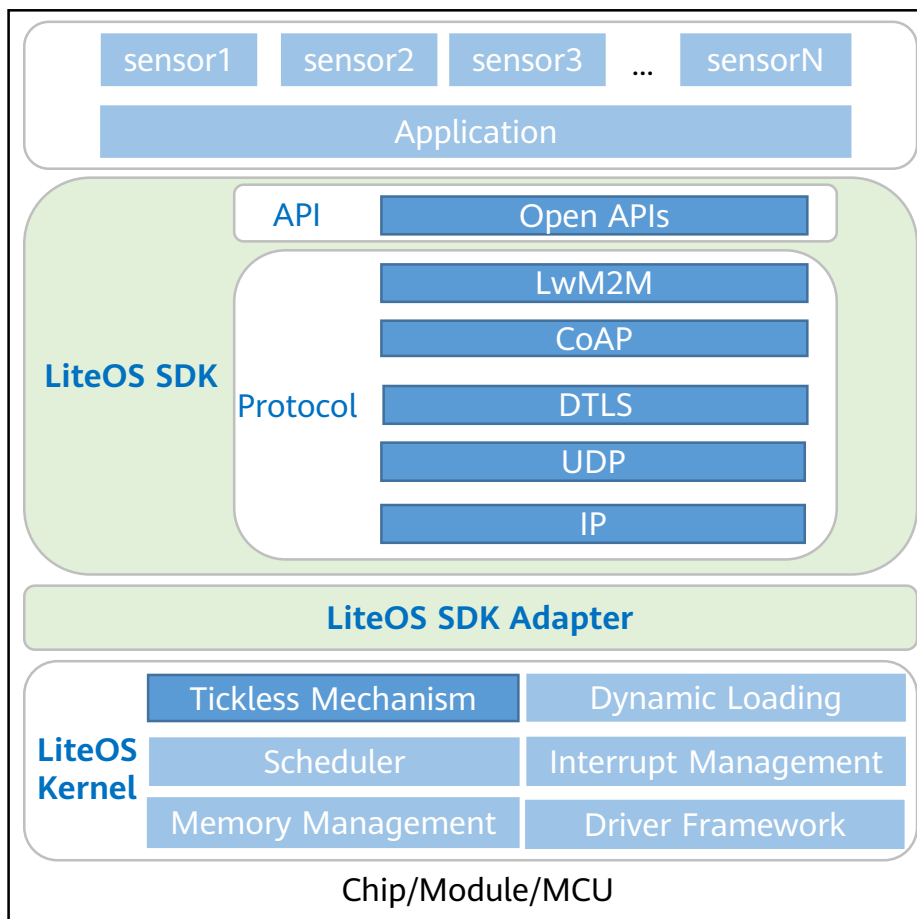 sensor1 sensor2 sensor3 ... sensorN
Application
API Open APIs
LwM2M
CoAP
LiteOS SDK
Protocol DTLS
UDP
IP
LiteOS SDK Adapter
Tickless Mechanism Dynamic Loading
LiteOS
Kernel
Scheduler Interrupt Management
Memory Management Driver Framework
Chip/Module/MCU